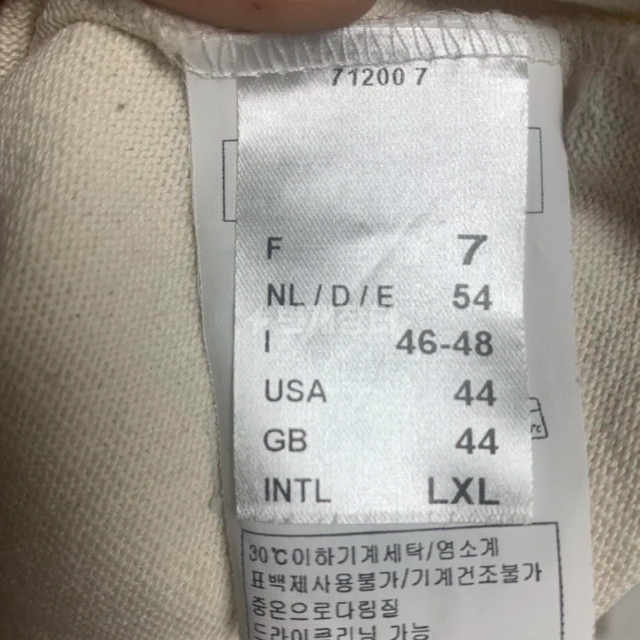 71200 7
F 7
NL / D / E 54
I 46-48
USA 44
GB 44
INTL LXL
30℃이하기계세탁/염소계
표백제사용불가/기계건조불가
중온으로다림질
드라이클리닝 가능